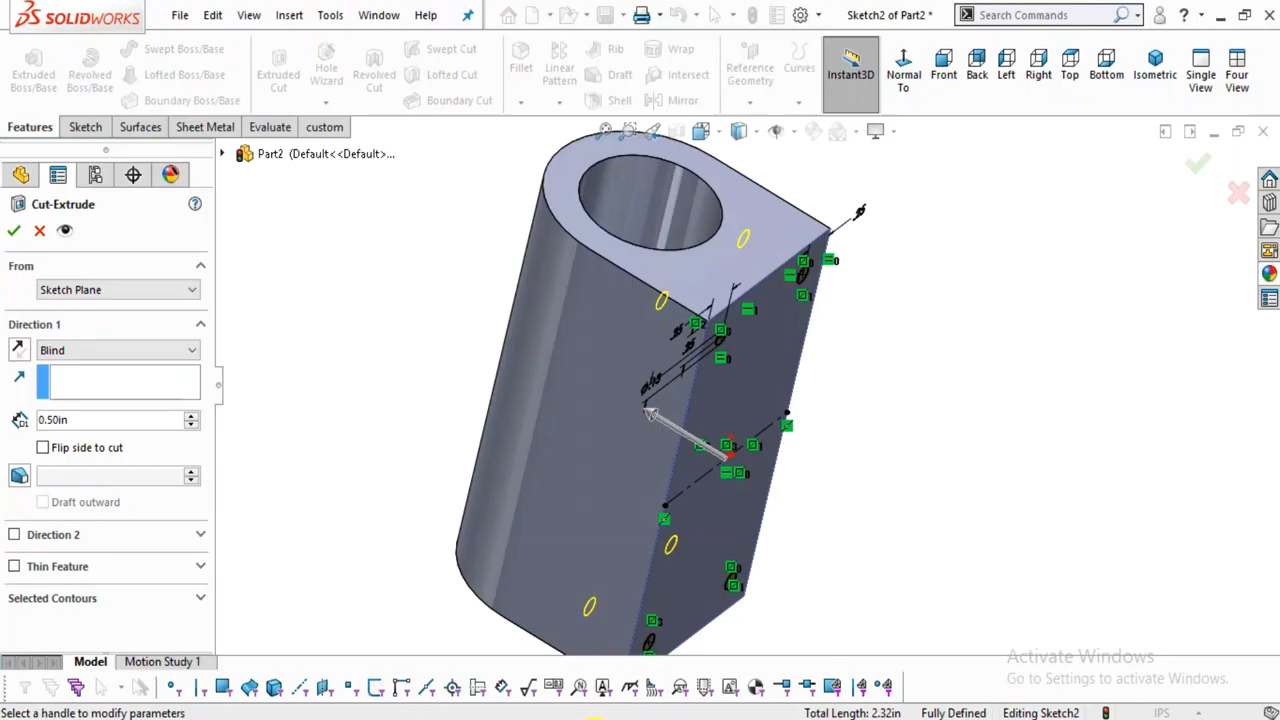 SOLIDWORKS
File Edit View Insert Tools Window Help
Sketch2 of Part2 *
Search Commands
?
Extruded Boss/Base
Revolved Boss/Base
Swept Boss/Base
Lofted Boss/Base
Boundary Boss/Base
Extruded Cut
Hole Wizard
Revolved Cut
Swept Cut
Lofted Cut
Boundary Cut
Fillet
Linear Pattern
Rib
Draft
Shell
Wrap
Intersect
Mirror
Reference Geometry
Curves
Instant3D
Normal To
Front
Back
Left
Right
Top
Bottom
Isometric
Single View
Four View
Features Sketch Surfaces Sheet Metal Evaluate custom
Part2 (Default<<Default>...
Cut-Extrude
From
Sketch Plane
Direction 1
Blind
0.50in
Flip side to cut
Draft outward
Direction 2
Thin Feature
Selected Contours
Model Motion Study 1
Activate Windows
Go to Settings to activate Windows.
Select a handle to modify parameters
Total Length: 2.32in Fully Defined Editing Sketch2 IPS